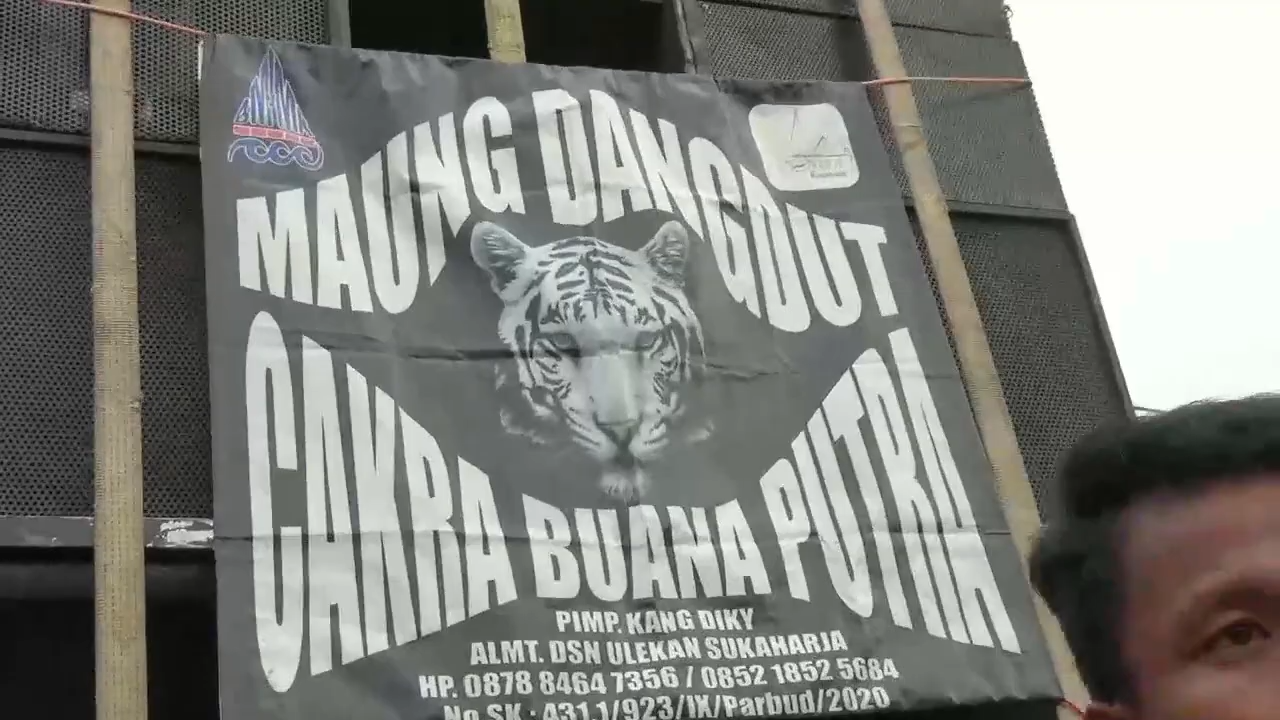 MAUNG DANGDUT
CAKRA BUANA PUTRA
PIMP. KANG DIKY
ALMT. DSN ULEKAN SUKAHARJA
HP. 0878 8464 7356 / 0852 1852 5684
No SK : 431.1/923/IX/Parbud/2020